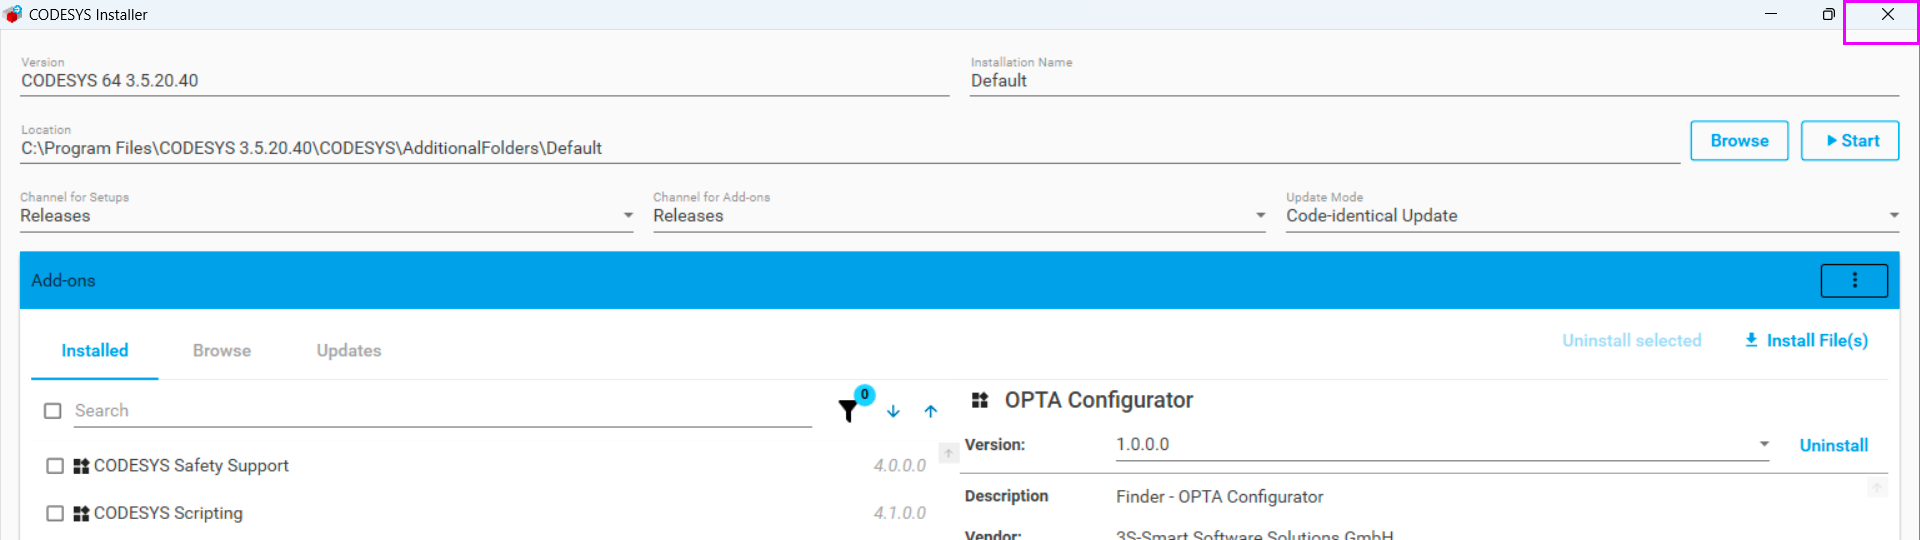 CODESYS Installer
Version
CODESYS 64 3.5.20.40
Installation Name
Default
Location
C:\Program Files\CODESYS 3.5.20.40\CODESYS\AdditionalFolders\Default
Browse
Start
Channel for Setups
Releases
Channel for Add-ons
Releases
Update Mode
Code-identical Update
Add-ons
Installed
Browse
Updates
Uninstall selected
Install File(s)
Search
0
OPTA Configurator
Version:
1.0.0.0
Uninstall
CODESYS Safety Support
4.0.0.0
Description
Finder - OPTA Configurator
CODESYS Scripting
4.1.0.0
Vendor:
3S-Smart Software Solutions GmbH